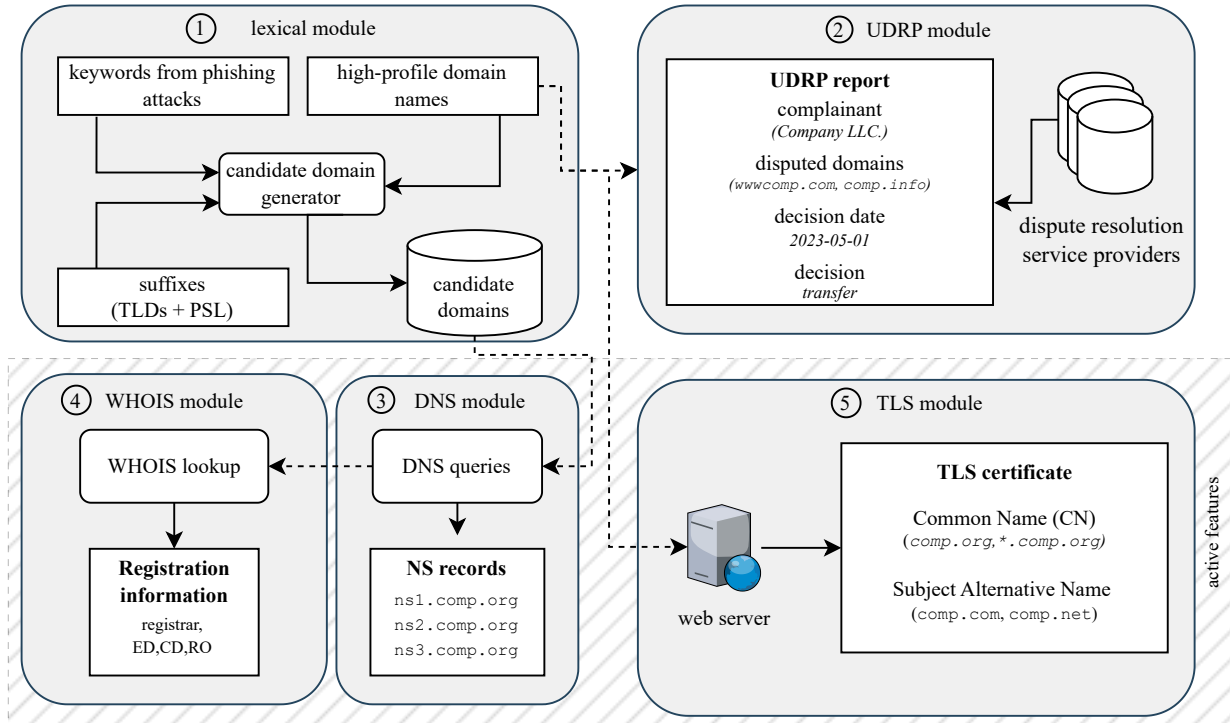 1 lexical module
keywords from phishing
attacks
high-profile domain
names
candidate domain
generator
suffixes
(TLDs + PSL)
candidate
domains
2 UDRP module
UDRP report
complainant
(Company LLC.)
disputed domains
(wwwcomp.com, comp.info)
decision date
2023-05-01
decision
transfer
dispute resolution
service providers
4 WHOIS module
WHOIS lookup
Registration
information
registrar,
ED,CD,RO
3 DNS module
DNS queries
NS records
ns1.comp.org
ns2.comp.org
ns3.comp.org
5 TLS module
web server
TLS certificate
Common Name (CN)
(comp.org,*.comp.org)
Subject Alternative Name
(comp.com, comp.net)
active features